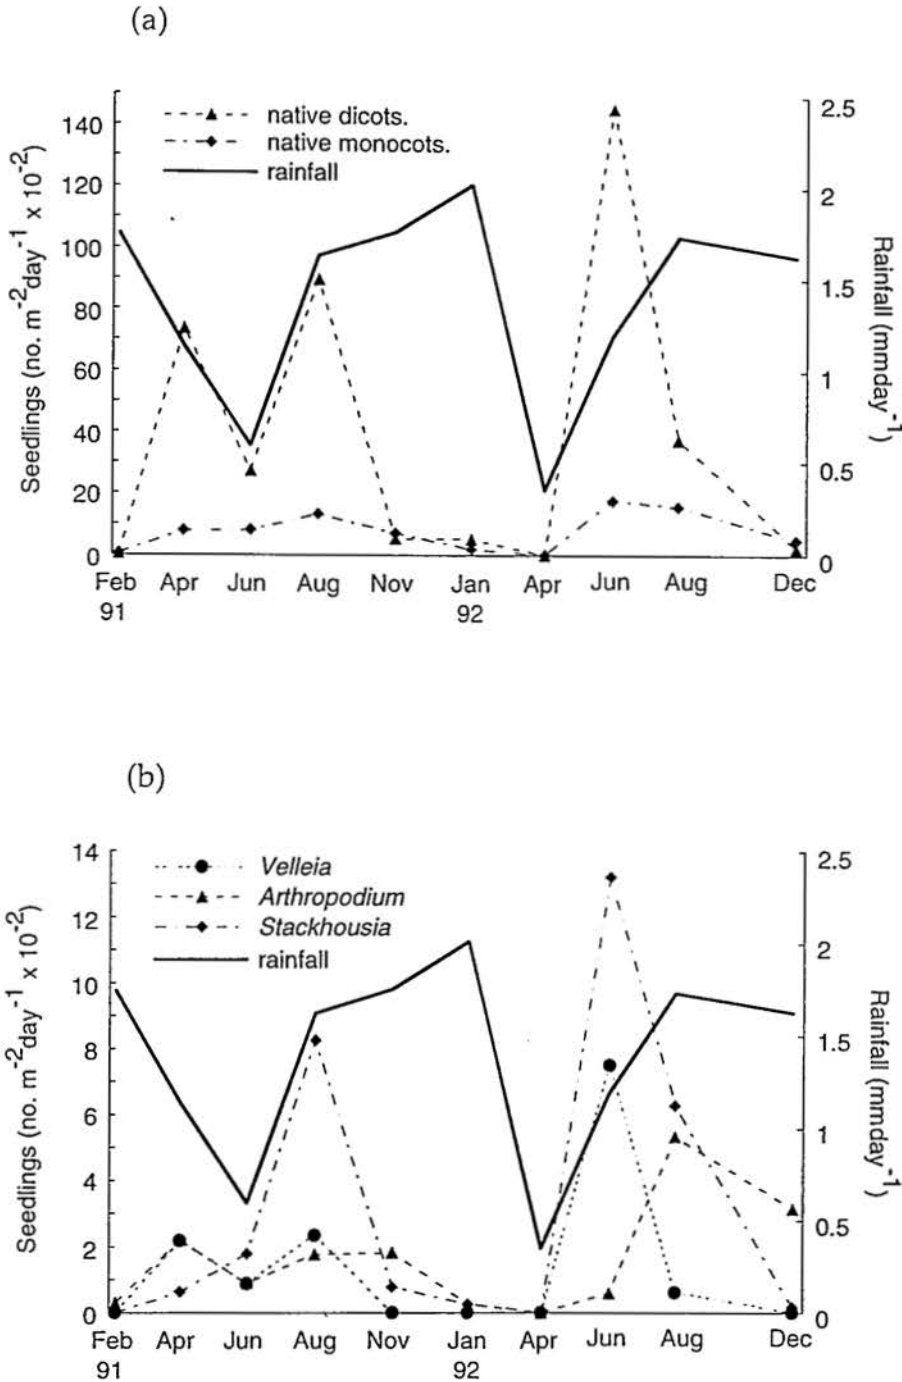 (a)
native dicots.
native monocots.
rainfall
Seedlings (no. m-2day-1 x 10-2)
140
120
100
80
60
40
20
0
2.5
2
1.5
1
0.5
0
Rainfall (mmday-1)
Feb Apr Jun Aug Nov Jan Apr Jun Aug Dec
91 92
(b)
Velleia
Arthropodium
Stackhousia
rainfall
Seedlings (no. m-2day-1 x 10-2)
14
12
10
8
6
4
2
0
2.5
2
1.5
1
0.5
0
Rainfall (mmday-1)
Feb Apr Jun Aug Nov Jan Apr Jun Aug Dec
91 92